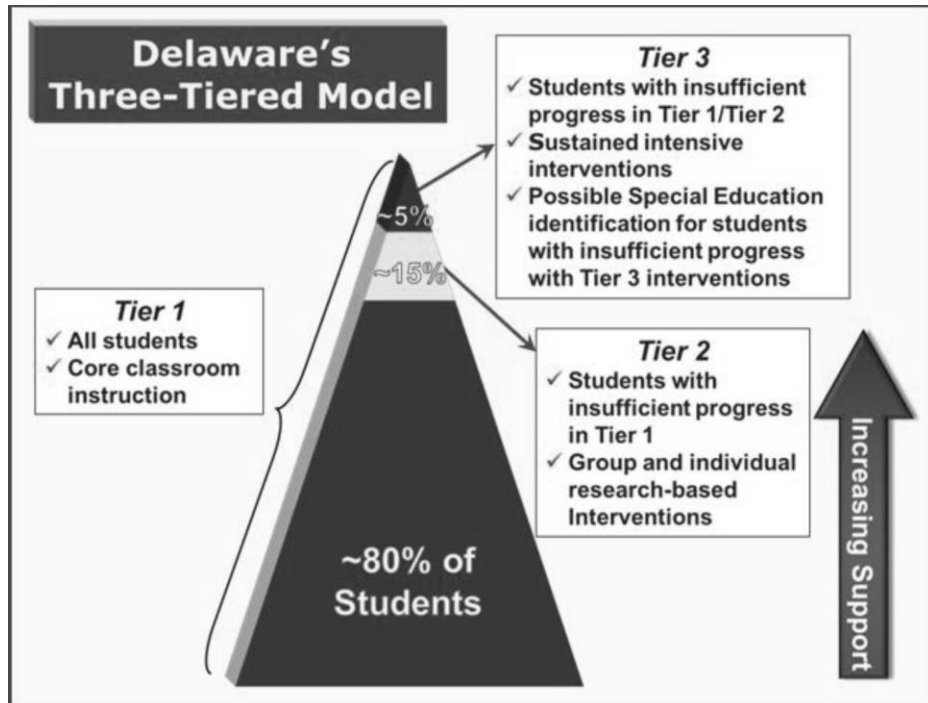 Delaware's
Three-Tiered Model
Tier 3
✓ Students with insufficient
progress in Tier 1/Tier 2
✓ Sustained intensive
interventions
✓ Possible Special Education
identification for students
with insufficient progress
with Tier 3 interventions
~5%
~15%
Tier 1
✓ All students
✓ Core classroom
instruction
Tier 2
✓ Students with
insufficient progress
in Tier 1
✓ Group and individual
research-based
Interventions
~80% of
Students
Increasing Support